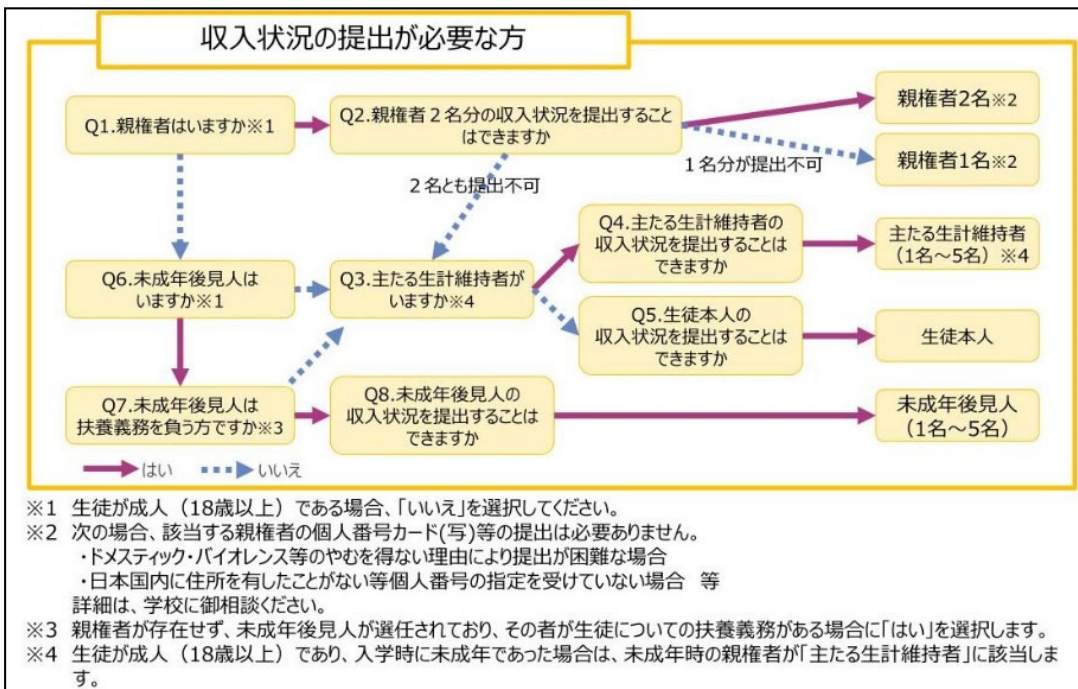 収入状況の提出が必要な方
Q1.親権者はいますか※1
Q2.親権者２名分の収入状況を提出すること
はできますか
親権者2名※2
親権者1名※2
１名分が提出不可
２名とも提出不可
Q6.未成年後見人は
いますか※1
Q3.主たる生計維持者が
いますか※4
Q4.主たる生計維持者の
収入状況を提出することは
できますか
主たる生計維持者
（1名～5名）※4
Q5.生徒本人の
収入状況を提出することは
できますか
生徒本人
Q7.未成年後見人は
扶養義務を負う方ですか※3
Q8.未成年後見人の
収入状況を提出することは
できますか
未成年後見人
（1名～5名）
はい
いいえ
※1 生徒が成人（18歳以上）である場合、「いいえ」を選択してください。
※2 次の場合、該当する親権者の個人番号カード(写)等の提出は必要ありません。
・ドメスティック・バイオレンス等のやむを得ない理由により提出が困難な場合
・日本国内に住所を有したことがない等個人番号の指定を受けていない場合 等
詳細は、学校に御相談ください。
※3 親権者が存在せず、未成年後見人が選任されており、その者が生徒についての扶養義務がある場合に「はい」を選択します。
※4 生徒が成人（18歳以上）であり、入学時に未成年であった場合は、未成年時の親権者が「主たる生計維持者」に該当しま
す。